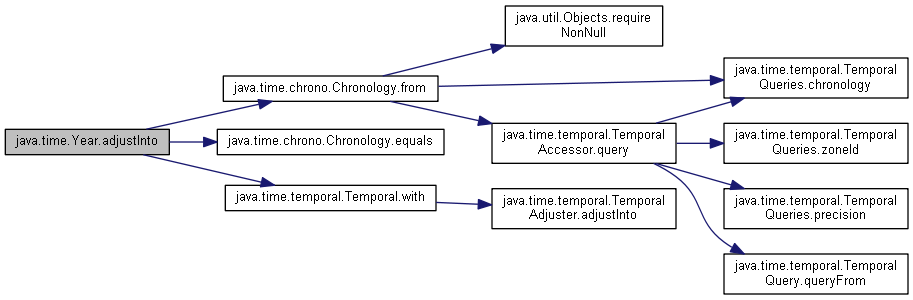 java.time.Year.adjustInto
java.time.chrono.Chronology.from
java.time.chrono.Chronology.equals
java.time.temporal.Temporal.with
java.util.Objects.require
NonNull
java.time.temporal.Temporal
Accessor.query
java.time.temporal.Temporal
Adjuster.adjustInto
java.time.temporal.Temporal
Queries.chronology
java.time.temporal.Temporal
Queries.zoneId
java.time.temporal.Temporal
Queries.precision
java.time.temporal.Temporal
Query.queryFrom